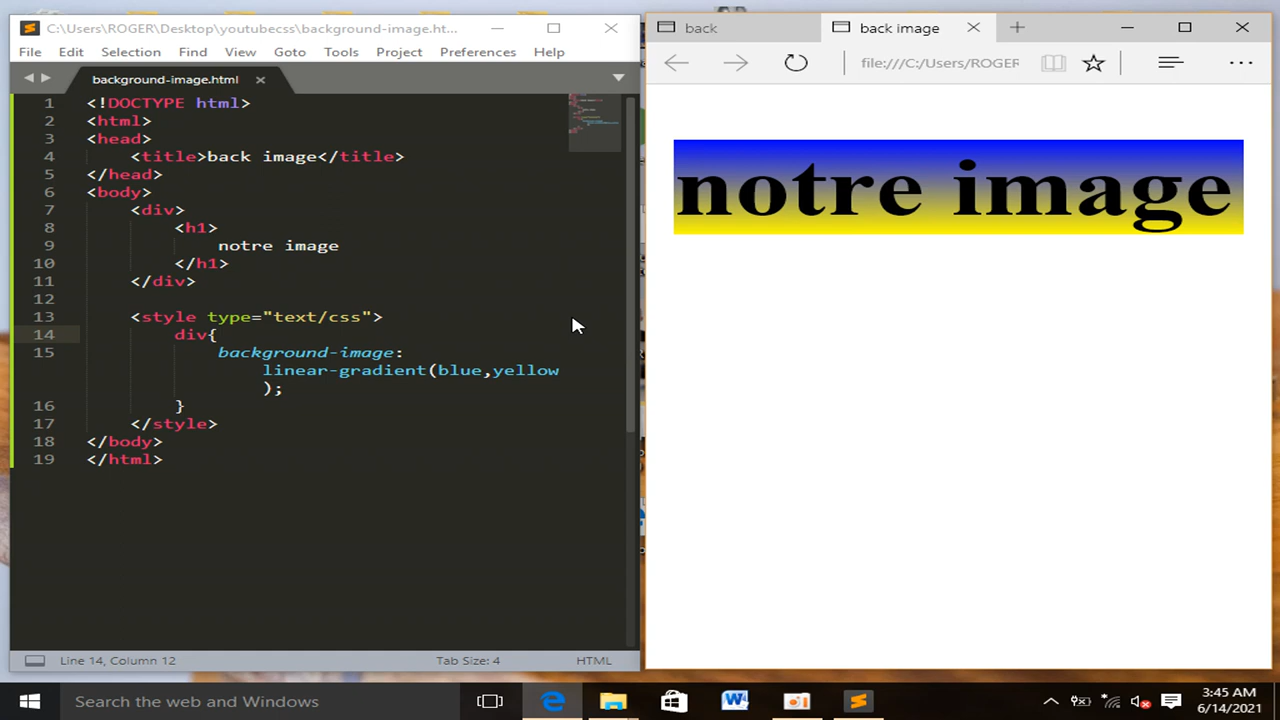 C:\Users\ROGER\Desktop\youtubecss\background-image.ht...
File Edit Selection Find View Goto Tools Project Preferences Help
background-image.html
1 <!DOCTYPE html>
2 <html>
3 <head>
4 <title>back image</title>
5 </head>
6 <body>
7 <div>
8 <h1>
9 notre image
10 </h1>
11 </div>
12
13 <style type="text/css">
14 div{
15 background-image:
linear-gradient(blue,yellow
);
16 }
17 </style>
18 </body>
19 </html>
Line 14, Column 12 Tab Size: 4 HTML
back back image
file:///C:/Users/ROGER
notre image
Search the web and Windows
3:45 AM
6/14/2021